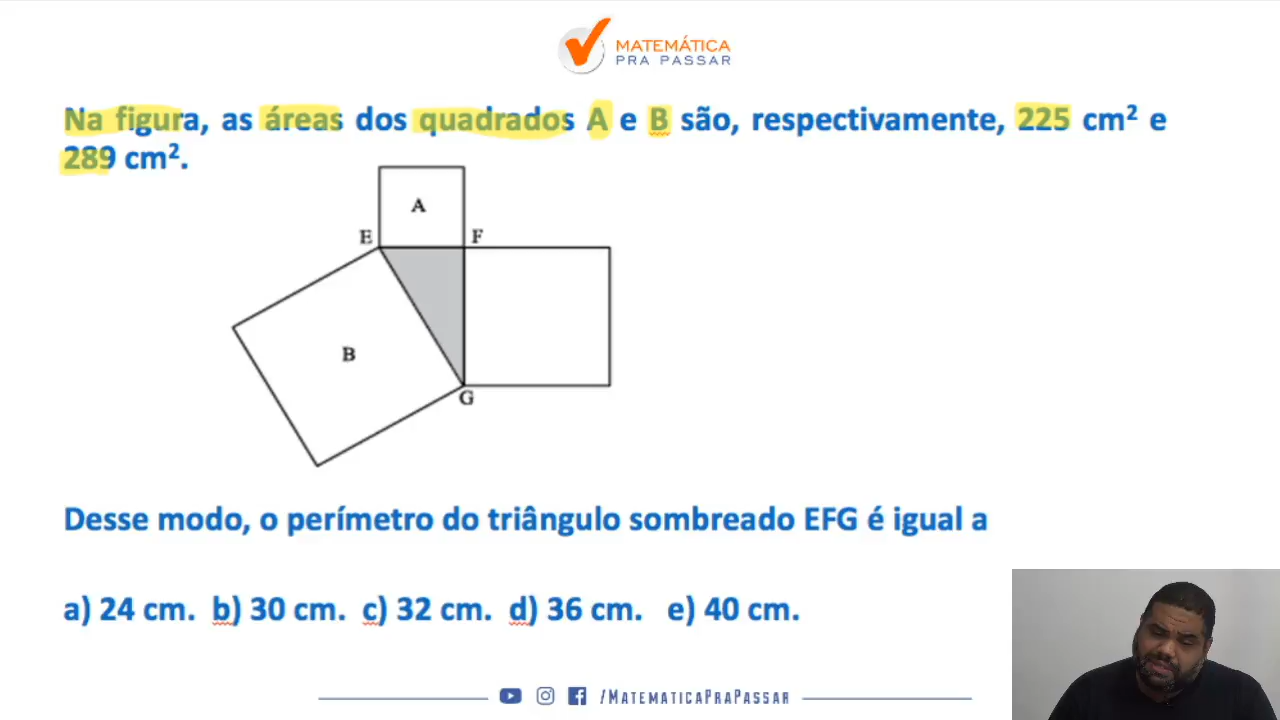 MATEMÁTICA
PRA PASSAR
Na figura, as áreas dos quadrados A e B são, respectivamente, 225 cm² e
289 cm².
A
E
F
B
G
Desse modo, o perímetro do triângulo sombreado EFG é igual a
a) 24 cm. b) 30 cm. c) 32 cm. d) 36 cm. e) 40 cm.
/MATEMATICAPRAPASSAR